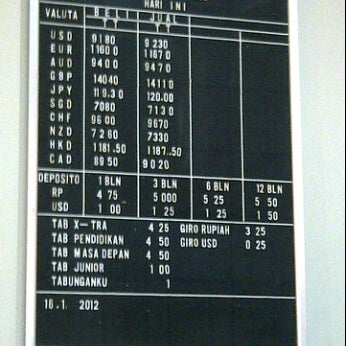 HARI INI
VALUTA BELI JUAL
USD 9180 9230
EUR 11600 11670
AUD 9400 9470
GBP 14040 14110
JPY 119.30 120.00
SGD 7080 7130
CHF 9600 9670
NZD 7260 7330
HKD 1181.50 1187.50
CAD 8950 9020
DEPOSITO 1 BLN 3 BLN 6 BLN 12 BLN
RP 4 75 5 000 5 25 5 50
USD 1 00 1 25 1 25 1 50
TAB X-TRA 4 25 GIRO RUPIAH 3 25
TAB PENDIDIKAN 4 50 GIRO USD 0 25
TAB MASA DEPAN 4 50
TAB JUNIOR 1 00
TABUNGANKU 1
16.1. 2012